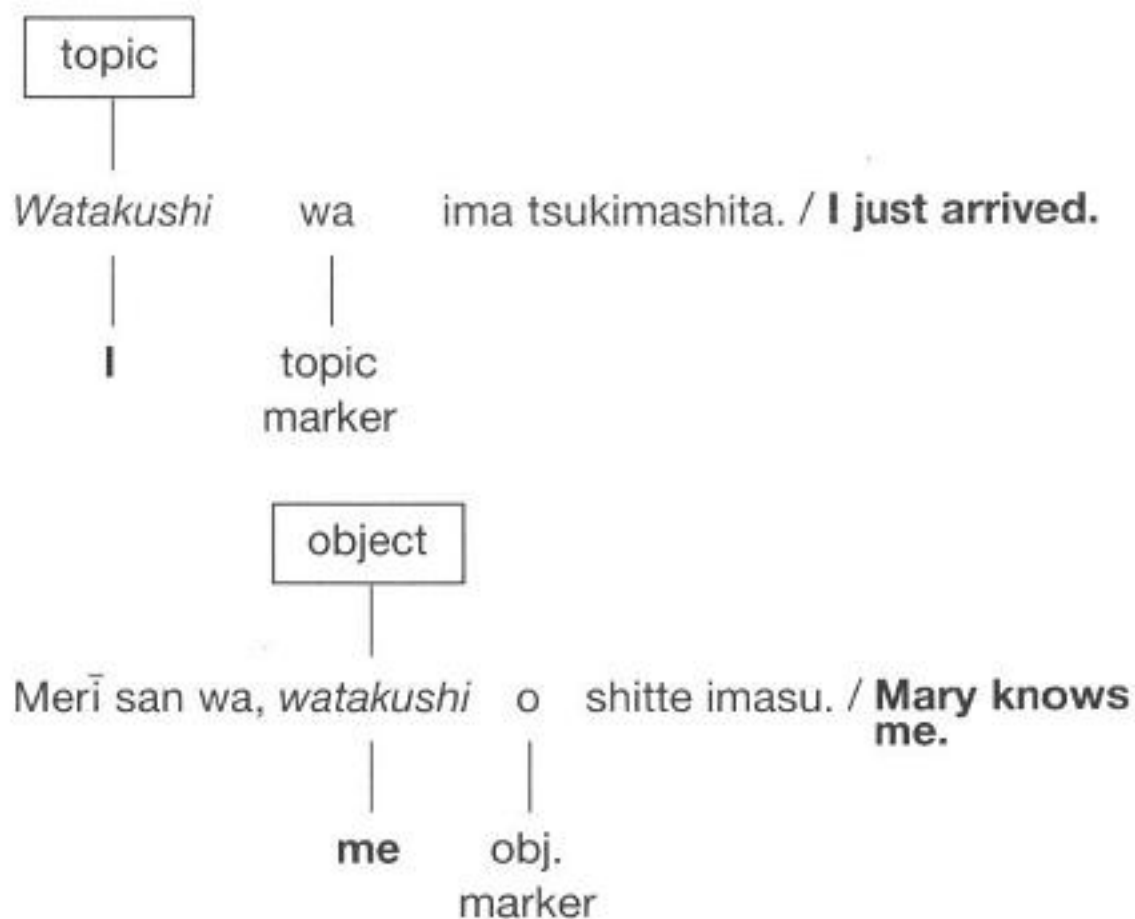 topic
Watakushi wa ima tsukimashita. / I just arrived.
I topic
marker
object
Merī san wa, watakushi o shitte imasu. / Mary knows
me.
me obj.
marker